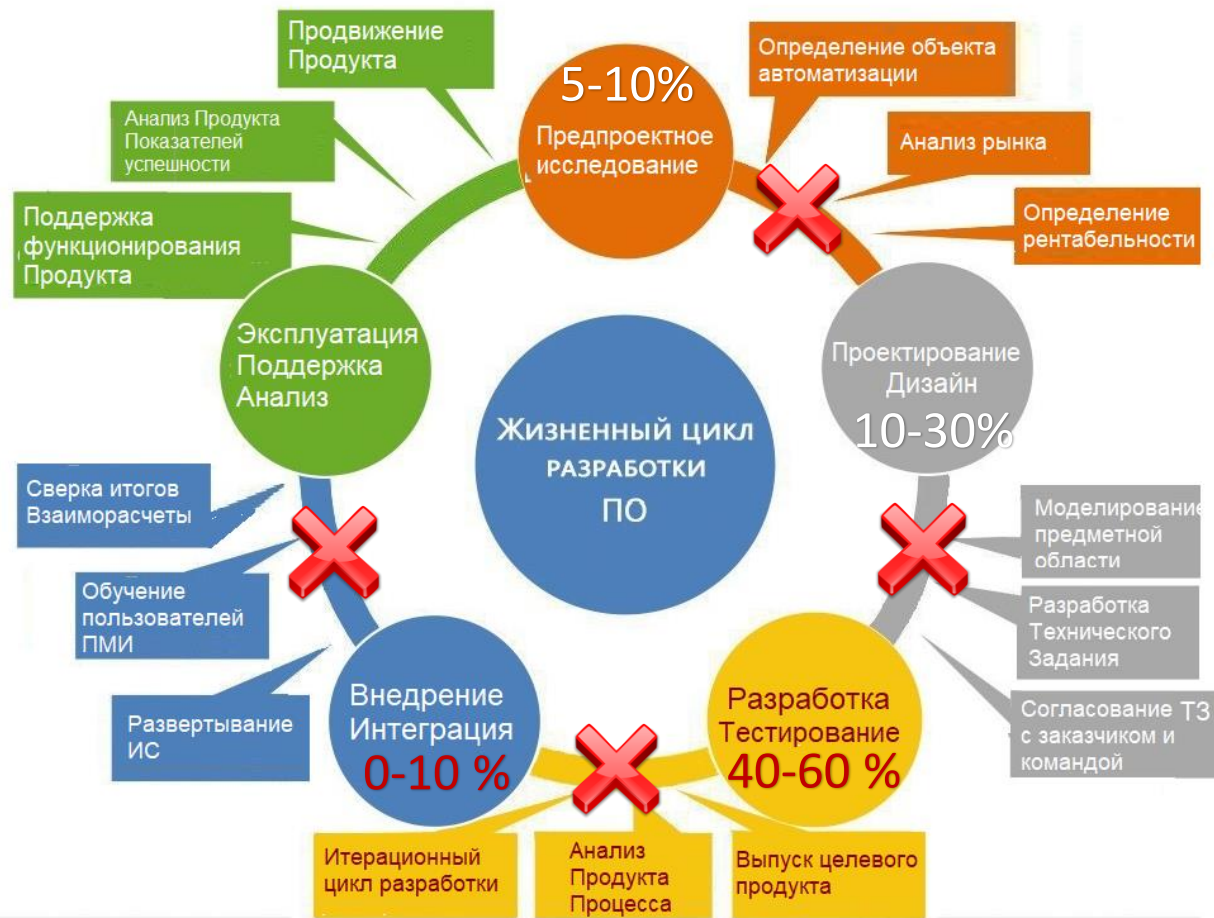 Продвижение
Продукта
5-10%
Предпроектное
исследование
Определение объекта
автоматизации
Анализ Продукта
Показателей
успешности
Анализ рынка
Поддержка
функционирования
Продукта
Определение
рентабельности
Эксплуатация
Поддержка
Анализ
Проектирование
Дизайн
10-30%
Жизненный цикл
разработки
ПО
Сверка итогов
Взаиморасчеты
Моделирование
предметной
области
Обучение
пользователей
ПМИ
Разработка
Технического
Задания
Развертывание
ИС
Внедрение
Интеграция
0-10 %
Разработка
Тестирование
40-60 %
Согласование ТЗ
с заказчиком и
командой
Итерационный
цикл разработки
Анализ
Продукта
Процесса
Выпуск целевого
продукта